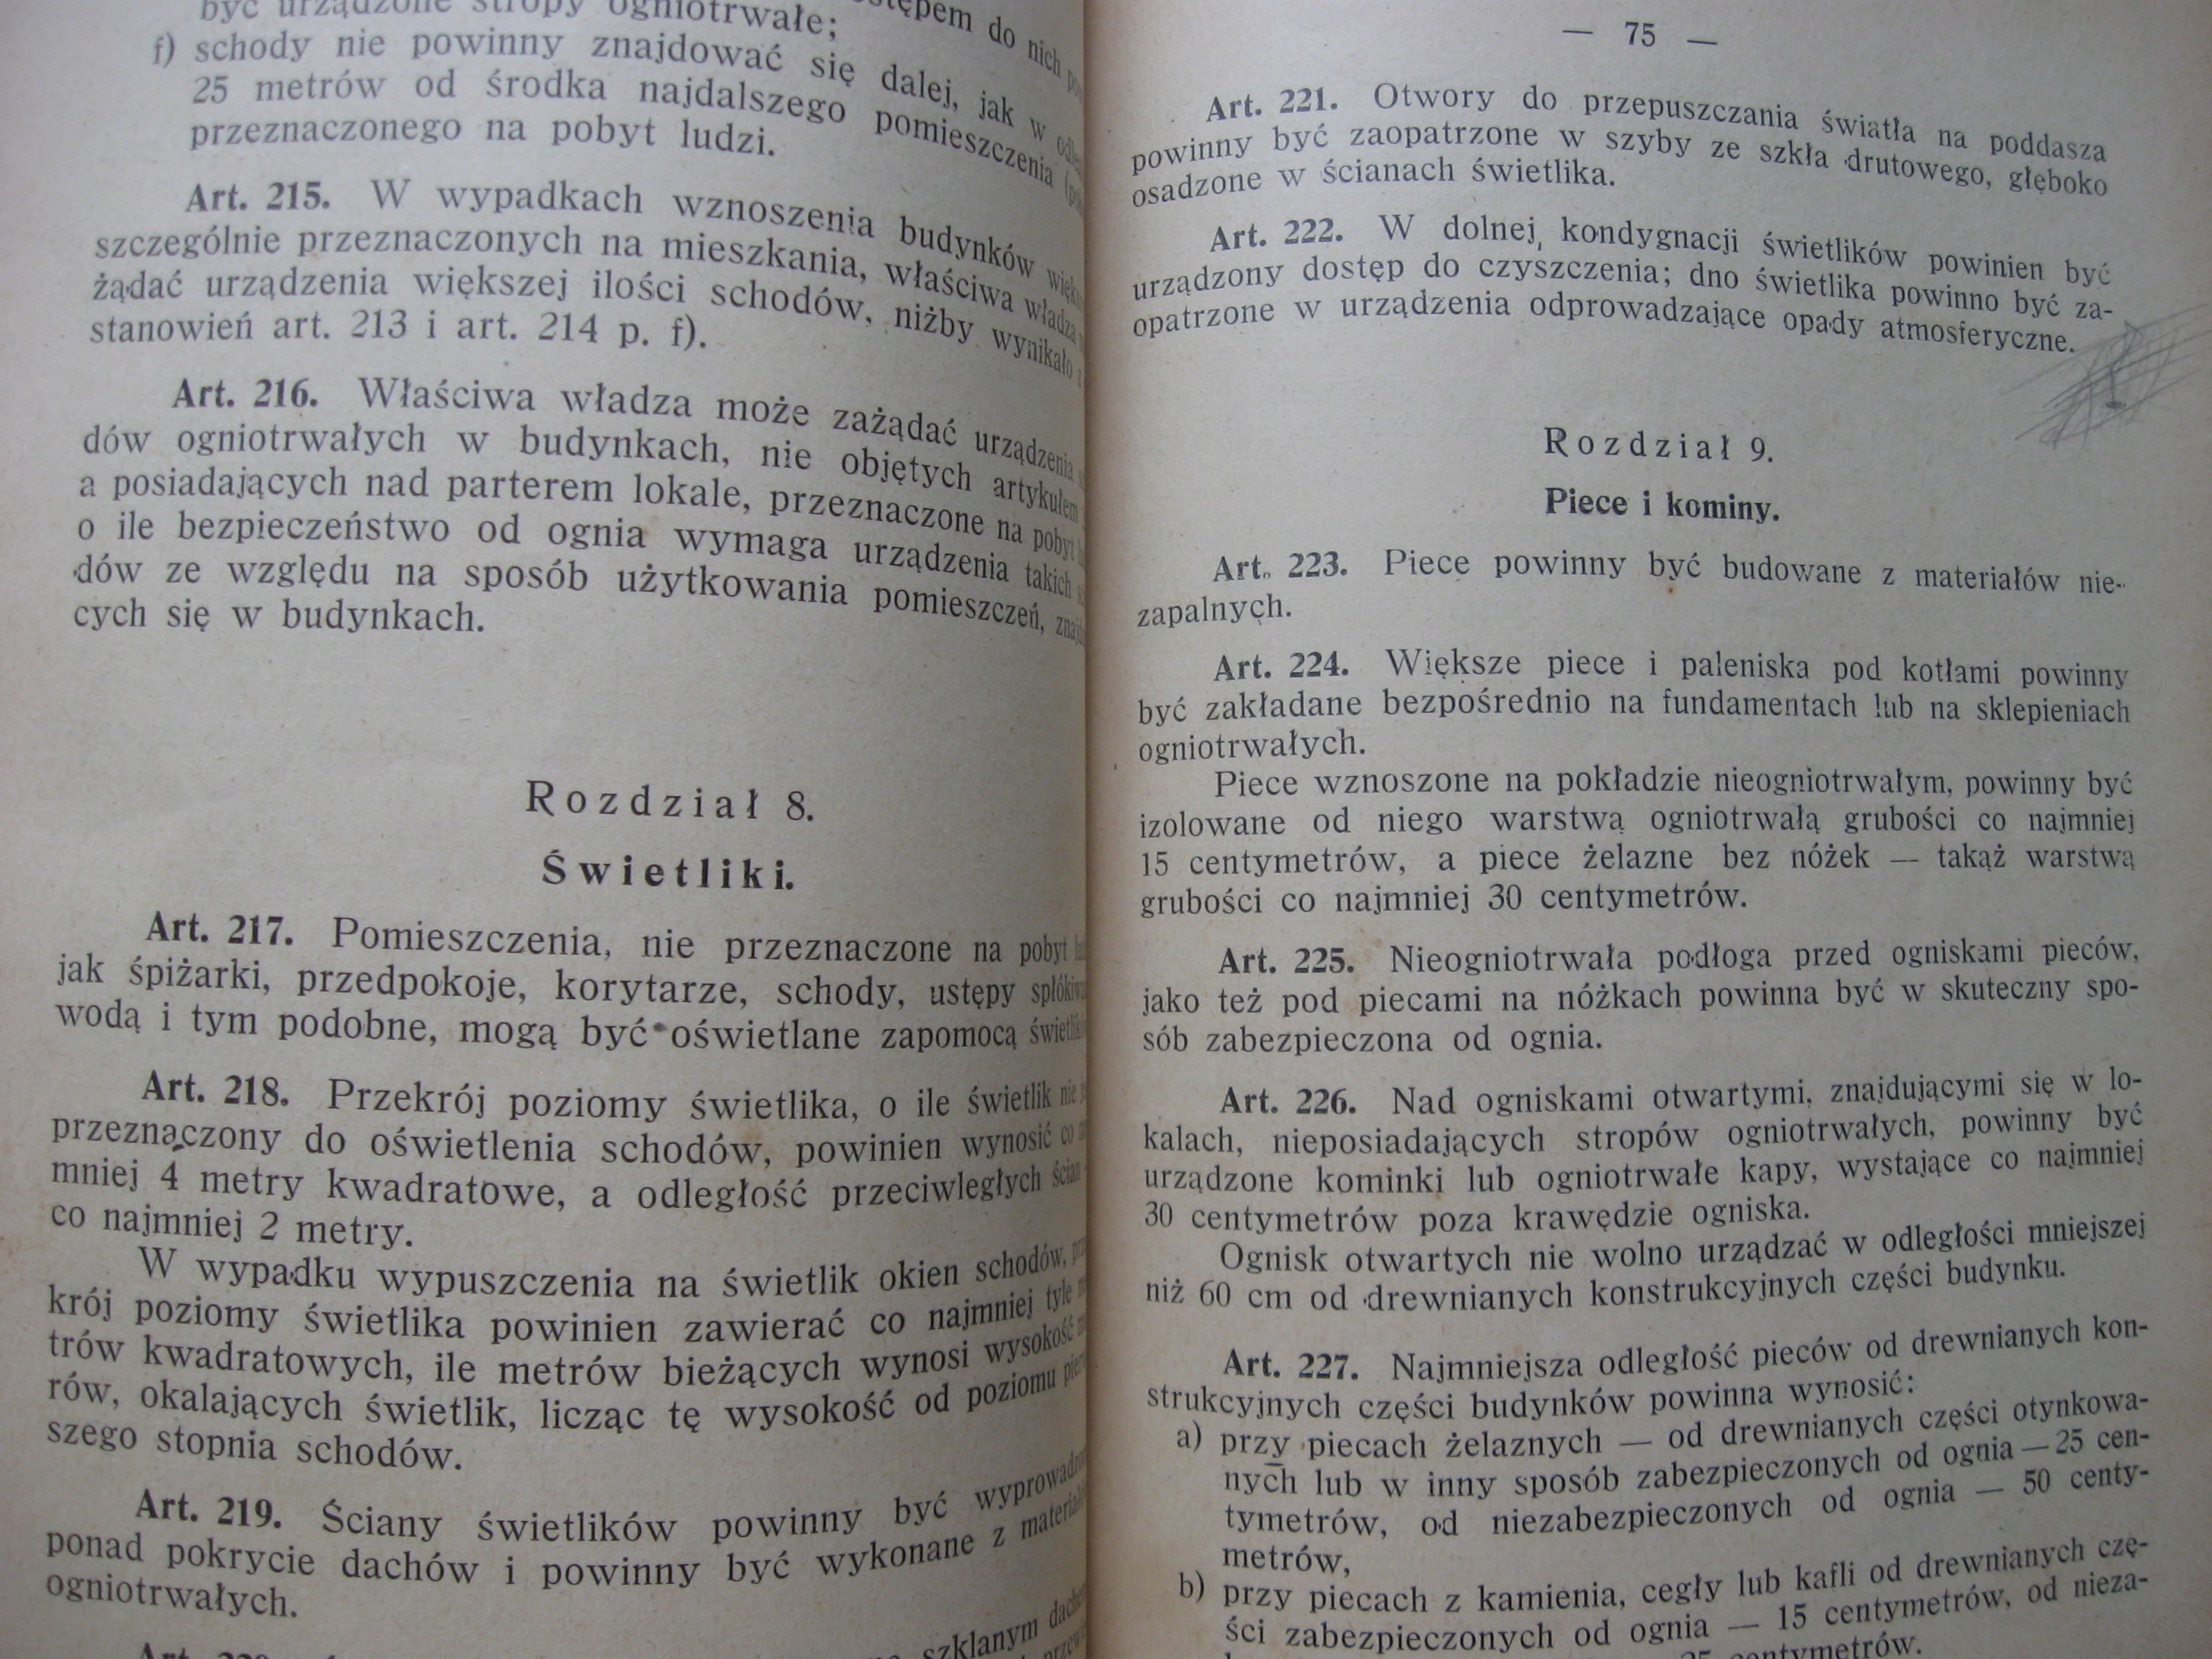 być urządzone stropy ogniotrwałe;
f) schody nie powinny znajdować się dalej, jak w
25 metrów od środka najdalszego pomieszczenia
przeznaczonego na pobyt ludzi.
Art. 215. W wypadkach wznoszenia budynków
szczególnie przeznaczonych na mieszkania, właściwa władza
żądać urządzenia większej ilości schodów, niżby wynikało z
stanowień art. 213 i art. 214 p. f).
Art. 216. Właściwa władza może zażądać urządzenia
dów ogniotrwałych w budynkach, nie objętych artykułem
a posiadających nad parterem lokale, przeznaczone na pobyt
o ile bezpieczeństwo od ognia wymaga urządzenia takich
dów ze względu na sposób użytkowania pomieszczeń,
cych się w budynkach.
Rozdział 8.
Świetliki.
Art. 217. Pomieszczenia, nie przeznaczone na pobyt
jak śpiżarki, przedpokoje, korytarze, schody, ustępy
wodą i tym podobne, mogą być oświetlane zapomocą
Art. 218. Przekrój poziomy świetlika, o ile świetlik nie
przeznaczony do oświetlenia schodów, powinien wynosić co
mniej 4 metry kwadratowe, a odległość przeciwległych ścian
co najmniej 2 metry.
W wypadku wypuszczenia na świetlik okien schodów,
krój poziomy świetlika powinien zawierać co najmniej tyle
trów kwadratowych, ile metrów bieżących wynosi wysokość
rów, okalających świetlik, licząc tę wysokość od poziomu
szego stopnia schodów.
Art. 219. Ściany świetlików powinny być
ponad pokrycie dachów i powinny być wykonane z
ogniotrwałych.
szklanym
— 75 —
Art. 221. Otwory do przepuszczania światła na poddasza
powinny być zaopatrzone w szyby ze szkła drutowego, głęboko
osadzone w ścianach świetlika.
Art. 222. W dolnej kondygnacji świetlików powinien być
urządzony dostęp do czyszczenia; dno świetlika powinno być za-
opatrzone w urządzenia odprowadzające opady atmosferyczne.
Rozdział 9.
Piece i kominy.
Art. 223. Piece powinny być budowane z materiałów nie-
zapalnych.
Art. 224. Większe piece i paleniska pod kotłami powinny
być zakładane bezpośrednio na fundamentach lub na sklepieniach
ogniotrwałych.
Piece wznoszone na pokładzie nieogniotrwałym, powinny być
izolowane od niego warstwą ogniotrwałą grubości co najmniej
15 centymetrów, a piece żelazne bez nóżek — takąż warstwą
grubości co najmniej 30 centymetrów.
Art. 225. Nieogniotrwała podłoga przed ogniskami pieców,
jako też pod piecami na nóżkach powinna być w skuteczny spo-
sób zabezpieczona od ognia.
Art. 226. Nad ogniskami otwartymi, znajdującymi się w lo-
kalach, nieposiadających stropów ogniotrwałych, powinny być
urządzone kominki lub ogniotrwałe kapy, wystające co najmniej
30 centymetrów poza krawędzie ogniska.
Ognisk otwartych nie wolno urządzać w odległości mniejszej
niż 60 cm od drewnianych konstrukcyjnych części budynku.
Art. 227. Najmniejsza odległość pieców od drewnianych kon-
strukcyjnych części budynków powinna wynosić:
a) przy piecach żelaznych — od drewnianych części otynkowa-
nych lub w inny sposób zabezpieczonych od ognia — 25 cen-
tymetrów, od niezabezpieczonych od ognia — 50 centy-
metrów,
b) przy piecach z kamienia, cegły lub kafli od drewnianych czę-
ści zabezpieczonych od ognia — 15 centymetrów, od nieza-
centymetrów.